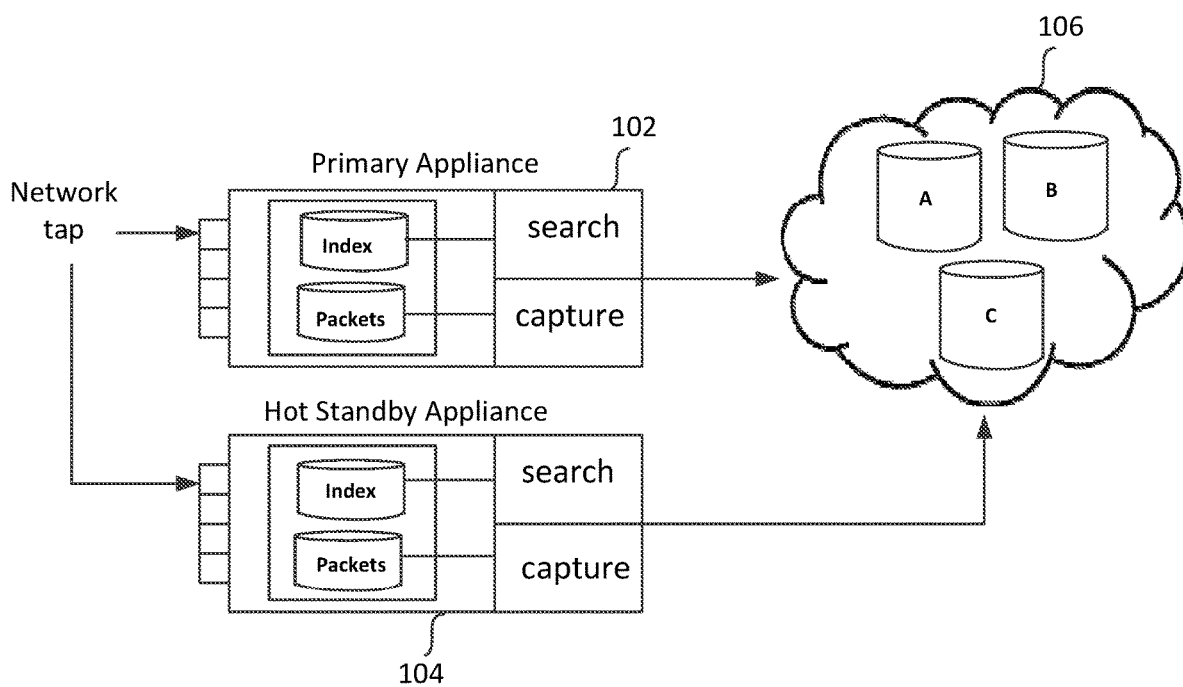 106
102
Primary Appliance
Network
tap
Index
Packets
search
capture
A
B
C
Hot Standby Appliance
Index
Packets
search
capture
104